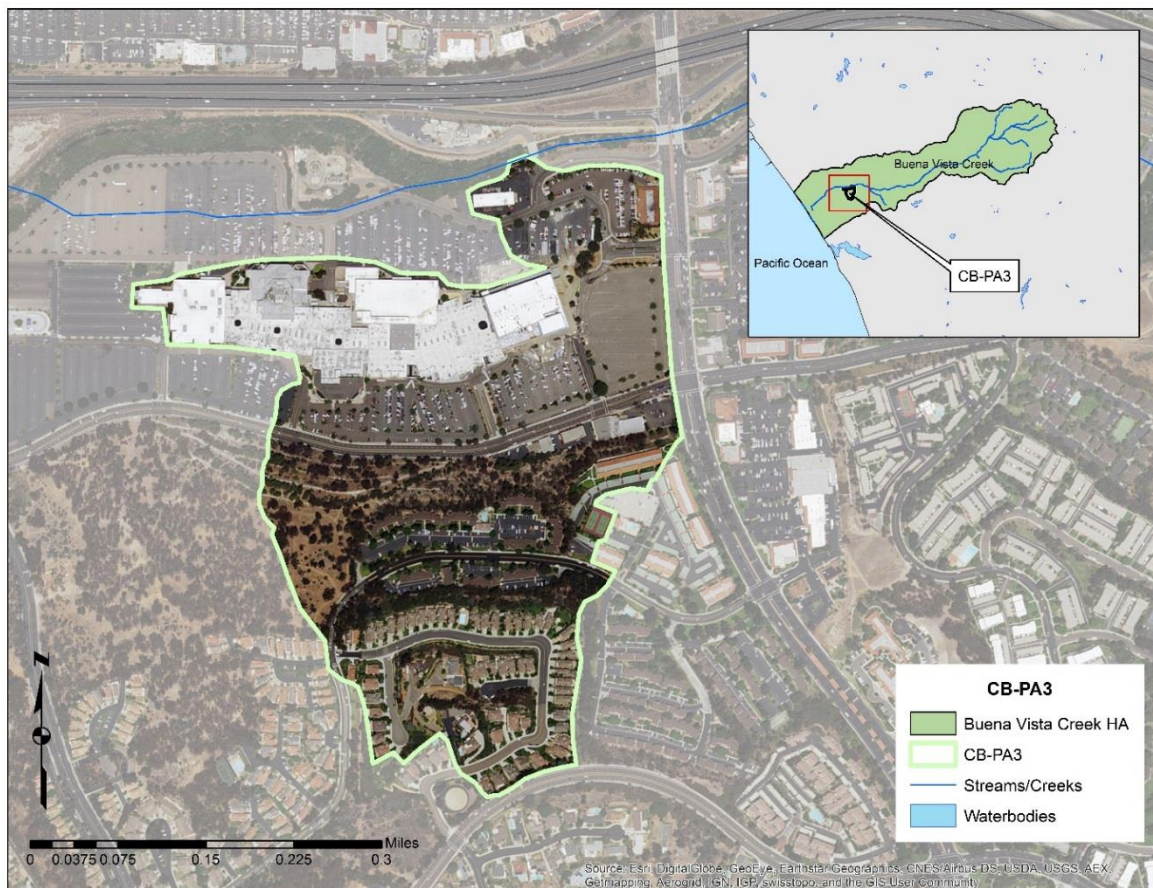 Buena Vista Creek
Pacific Ocean
CB-PA3
CB-PA3
Buena Vista Creek HA
CB-PA3
Streams/Creeks
Waterbodies
N
Miles
0 0.0375 0.075 0.15 0.225 0.3
Source: Esri, DigitalGlobe, GeoEye, Earthstar Geographics, CNES/Airbus DS, USDA, USGS, AEX,
Getmapping, Aerogrid, IGN, IGP, swisstopo, and the GIS User Community